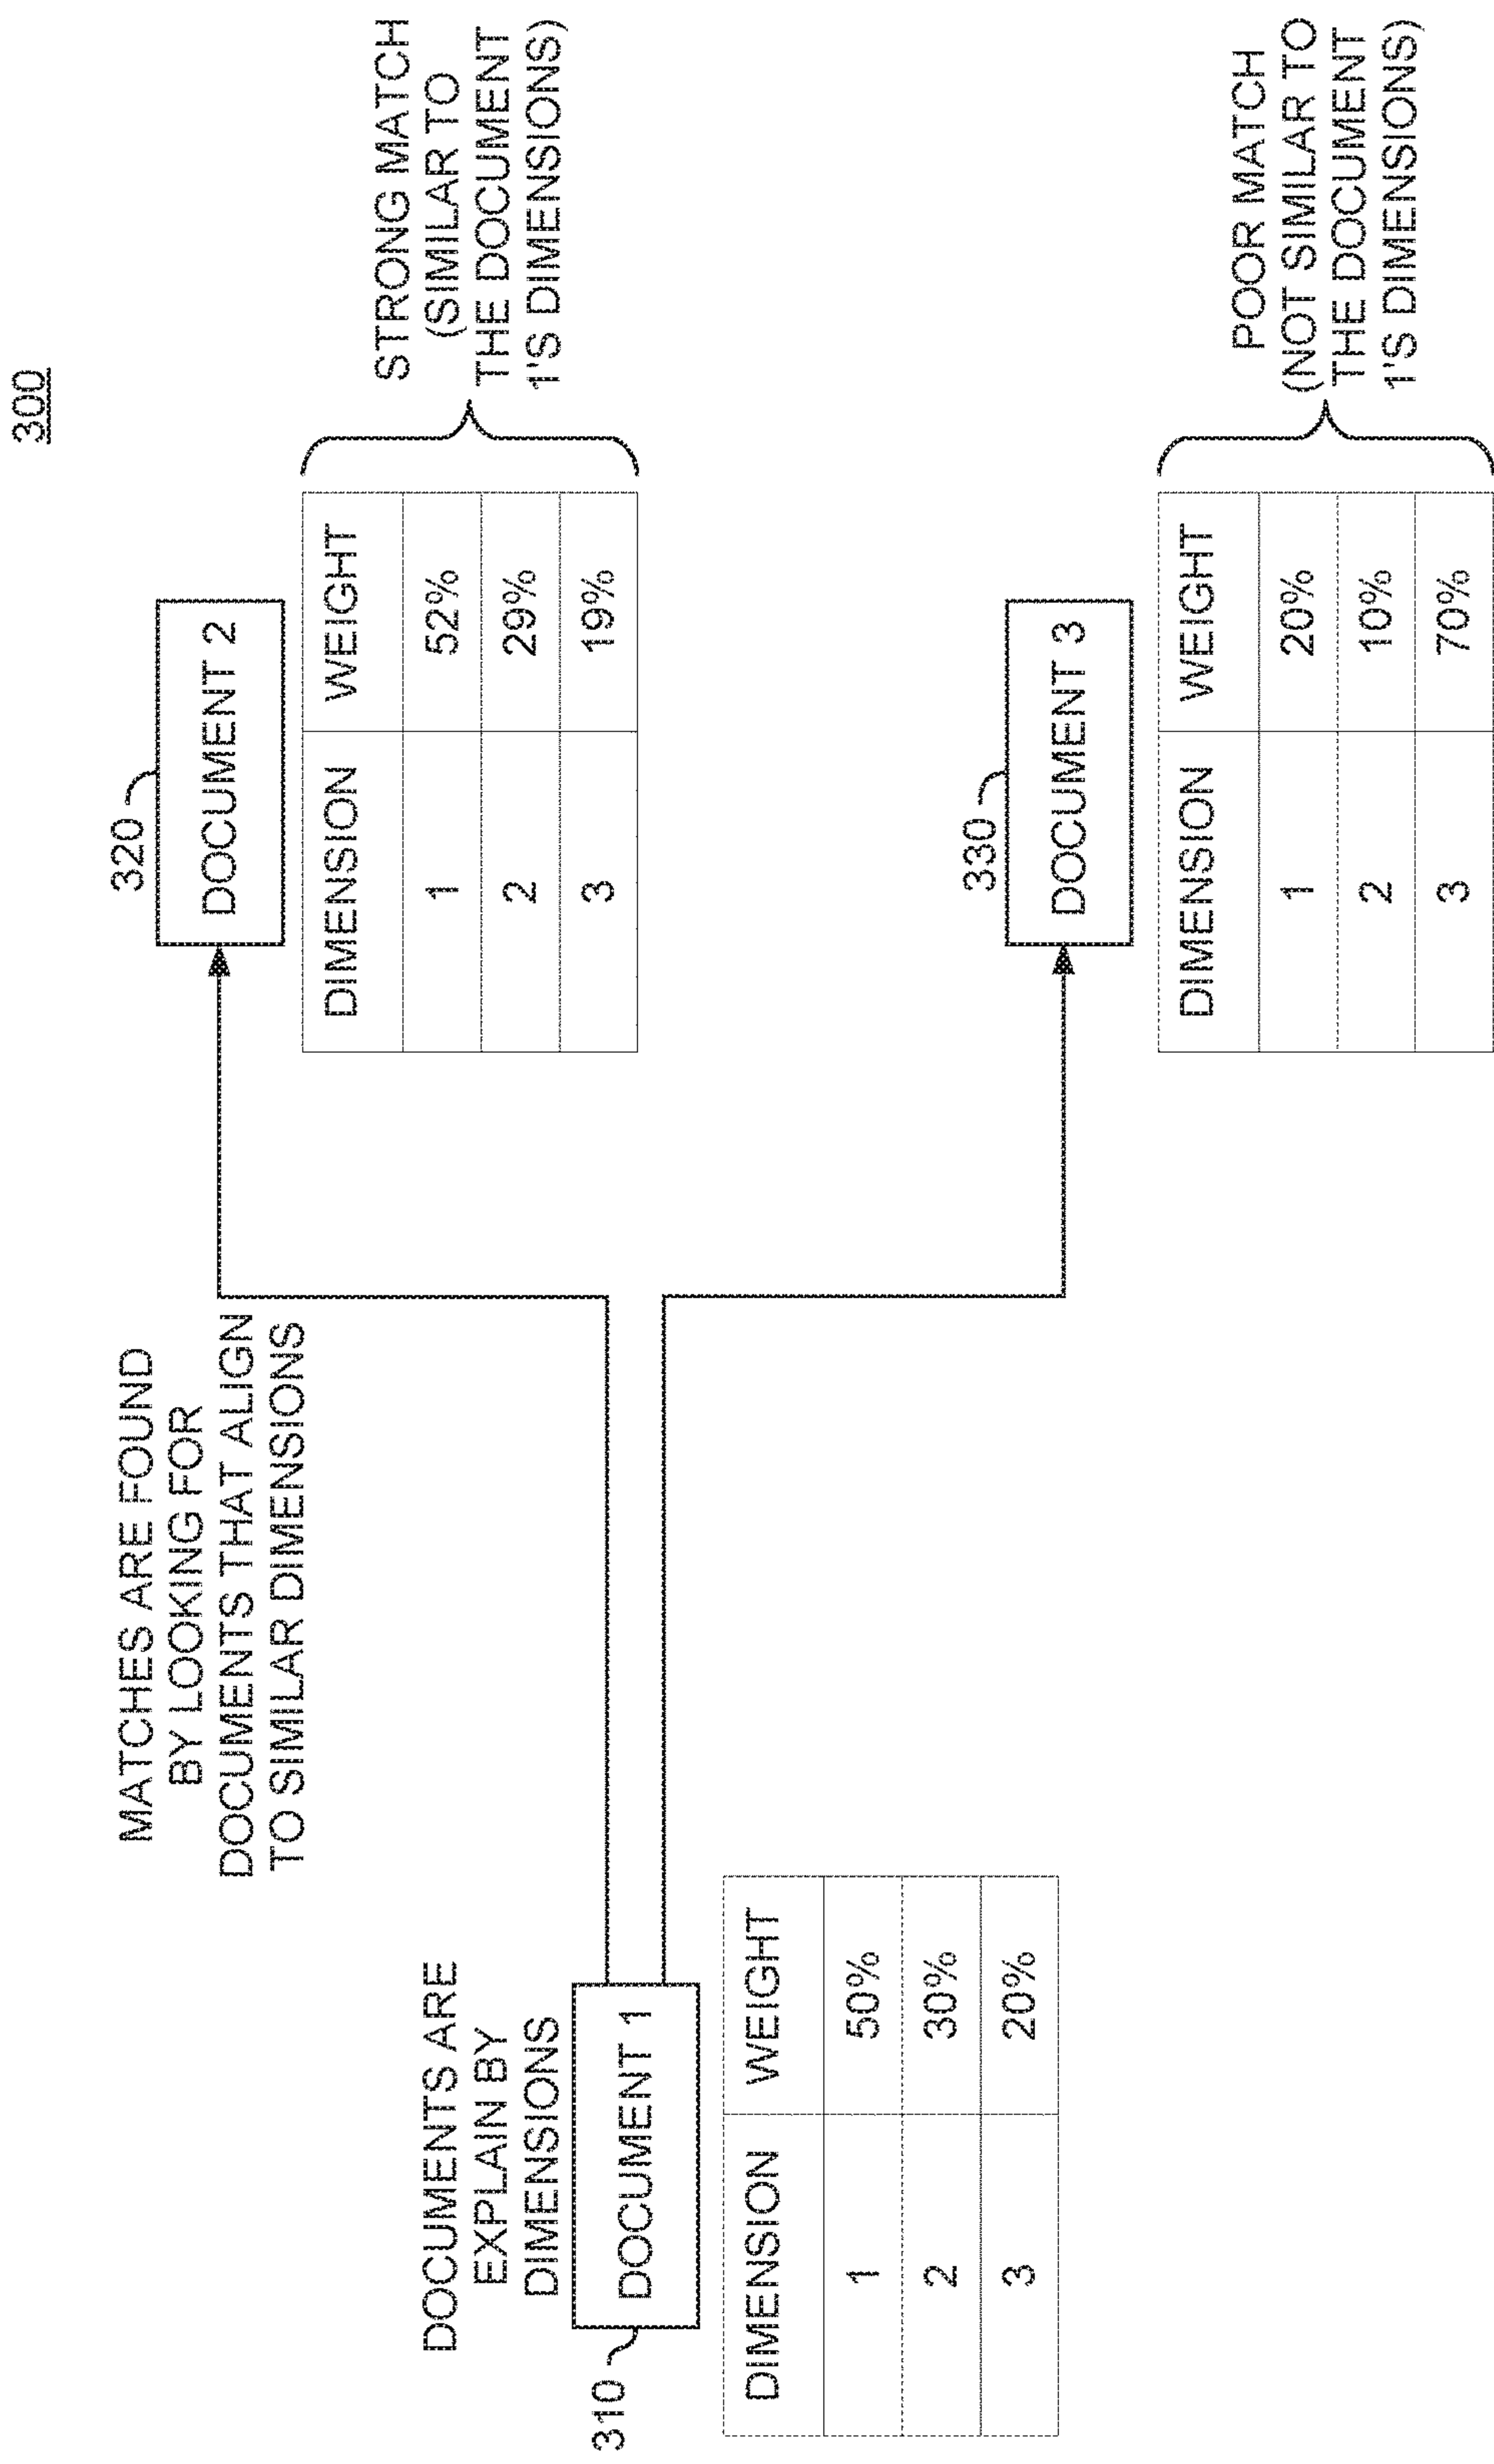 300
DOCUMENTS ARE
EXPLAIN BY
DIMENSIONS
310
DOCUMENT 1
DIMENSION WEIGHT
1 50%
2 30%
3 20%
MATCHES ARE FOUND
BY LOOKING FOR
DOCUMENTS THAT ALIGN
TO SIMILAR DIMENSIONS
320
DOCUMENT 2
DIMENSION WEIGHT
1 52%
2 29%
3 19%
STRONG MATCH
(SIMILAR TO
THE DOCUMENT
1'S DIMENSIONS)
330
DOCUMENT 3
DIMENSION WEIGHT
1 20%
2 10%
3 70%
POOR MATCH
(NOT SIMILAR TO
THE DOCUMENT
1'S DIMENSIONS)